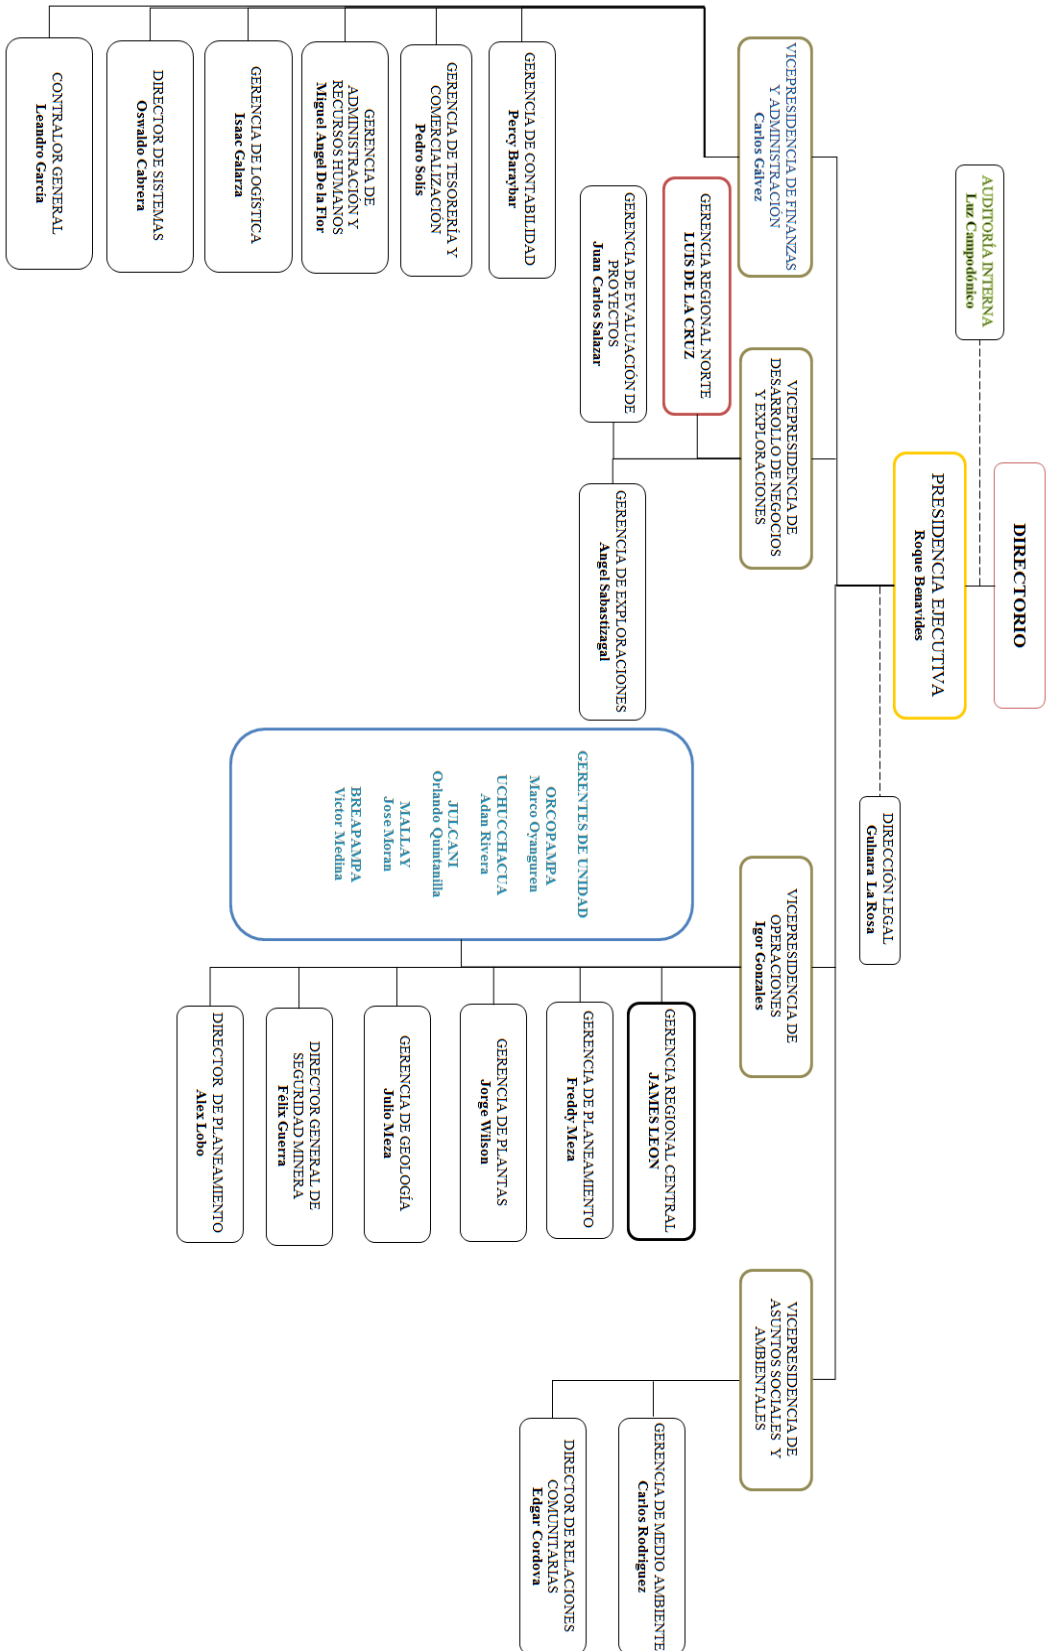 DIRECTORIO
PRESIDENCIA EJECUTIVA
Roque Benavides
AUDITORÍA INTERNA
Luz Campodónico
DIRECCIÓN LEGAL
Gulnara La Rosa
VICEPRESIDENCIA DE FINANZAS
Y ADMINISTRACIÓN
Carlos Gálvez
VICEPRESIDENCIA DE
DESARROLLO DE NEGOCIOS
Y EXPLORACIONES
VICEPRESIDENCIA DE
OPERACIONES
Igor Gonzales
VICEPRESIDENCIA DE
ASUNTOS SOCIALES Y
AMBIENTALES
GERENCIA DE CONTABILIDAD
Percy Baraybar
GERENCIA DE TESORERÍA Y
COMERCIALIZACIÓN
Pedro Solis
GERENCIA DE
ADMINISTRACIÓN Y
RECURSOS HUMANOS
Miguel Angel De la Flor
GERENCIA DE LOGÍSTICA
Isaac Galarza
DIRECTOR DE SISTEMAS
Oswaldo Cabrera
CONTRALOR GENERAL
Leandro García
GERENCIA REGIONAL NORTE
LUIS DE LA CRUZ
GERENCIA DE EVALUACIÓN DE
PROYECTOS
Juan Carlos Salazar
GERENCIA DE EXPLORACIONES
Angel Sabastizagal
GERENTES DE UNIDAD
ORCOPAMPA
Marco Oyanguren
UCHUCCHACUA
Adan Rivera
JULCANI
Orlando Quintanilla
MALLAY
Jose Moran
BREAPAMPA
Victor Medina
GERENCIA REGIONAL CENTRAL
JAMES LEON
GERENCIA DE PLANEAMIENTO
Freddy Meza
GERENCIA DE PLANTAS
Jorge Wilson
GERENCIA DE GEOLOGÍA
Julio Meza
DIRECTOR GENERAL DE
SEGURIDAD MINERA
Félix Guerra
DIRECTOR DE PLANEAMIENTO
Alex Lobo
GERENCIA DE MEDIO AMBIENTE
Carlos Rodriguez
DIRECTOR DE RELACIONES
COMUNITARIAS
Edgar Cordova